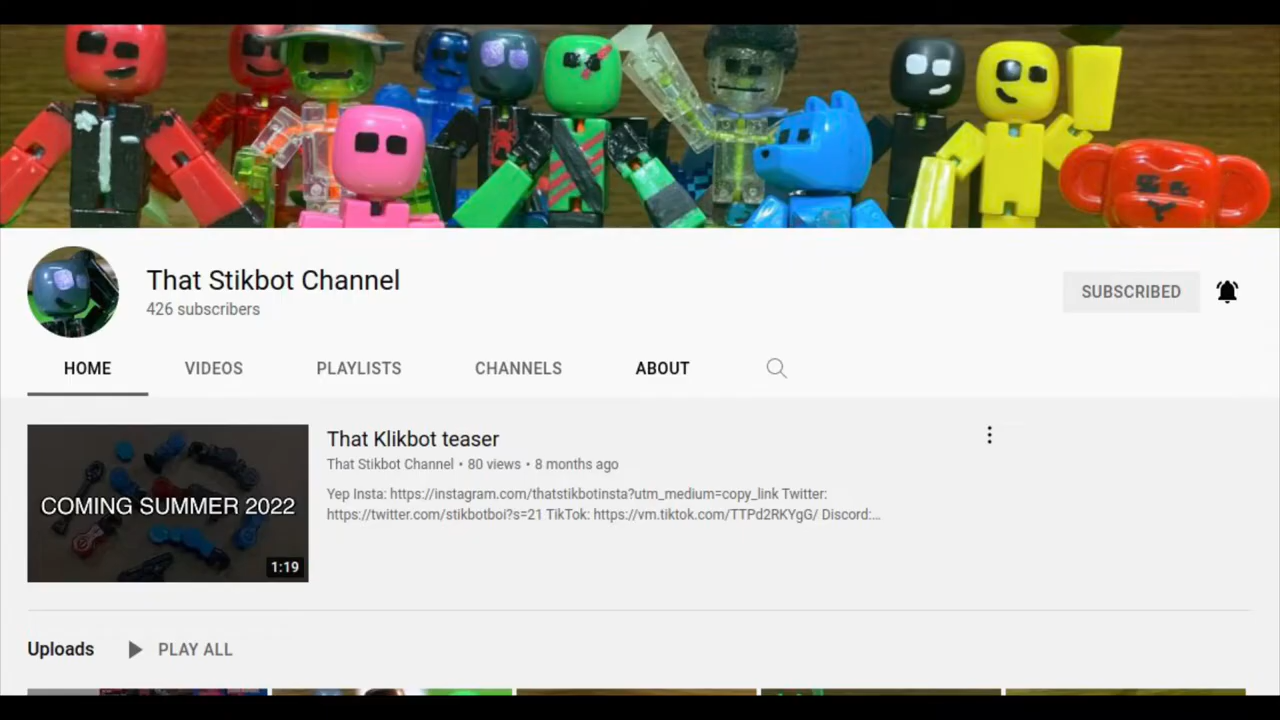 That Stikbot Channel
426 subscribers
SUBSCRIBED
HOME VIDEOS PLAYLISTS CHANNELS ABOUT
COMING SUMMER 2022
1:19
That Klikbot teaser
That Stikbot Channel • 80 views • 8 months ago
Yep Insta: https://instagram.com/thatstikbotinsta?utm_medium=copy_link Twitter:
https://twitter.com/stikbotboi?s=21 TikTok: https://vm.tiktok.com/TTPd2RKYgG/ Discord:...
Uploads PLAY ALL